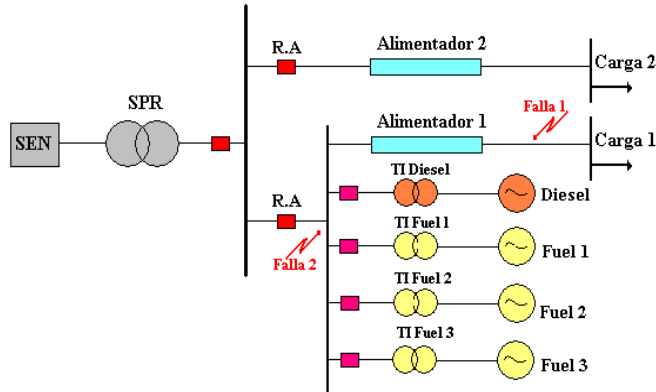 R.A
Alimentador 2
Carga 2
SPR
SEN
Falla 1
Alimentador 1
Carga 1
TI Diesel
Diesel
R.A
TI Fuel 1
Fuel 1
Falla 2
TI Fuel 2
Fuel 2
TI Fuel 3
Fuel 3